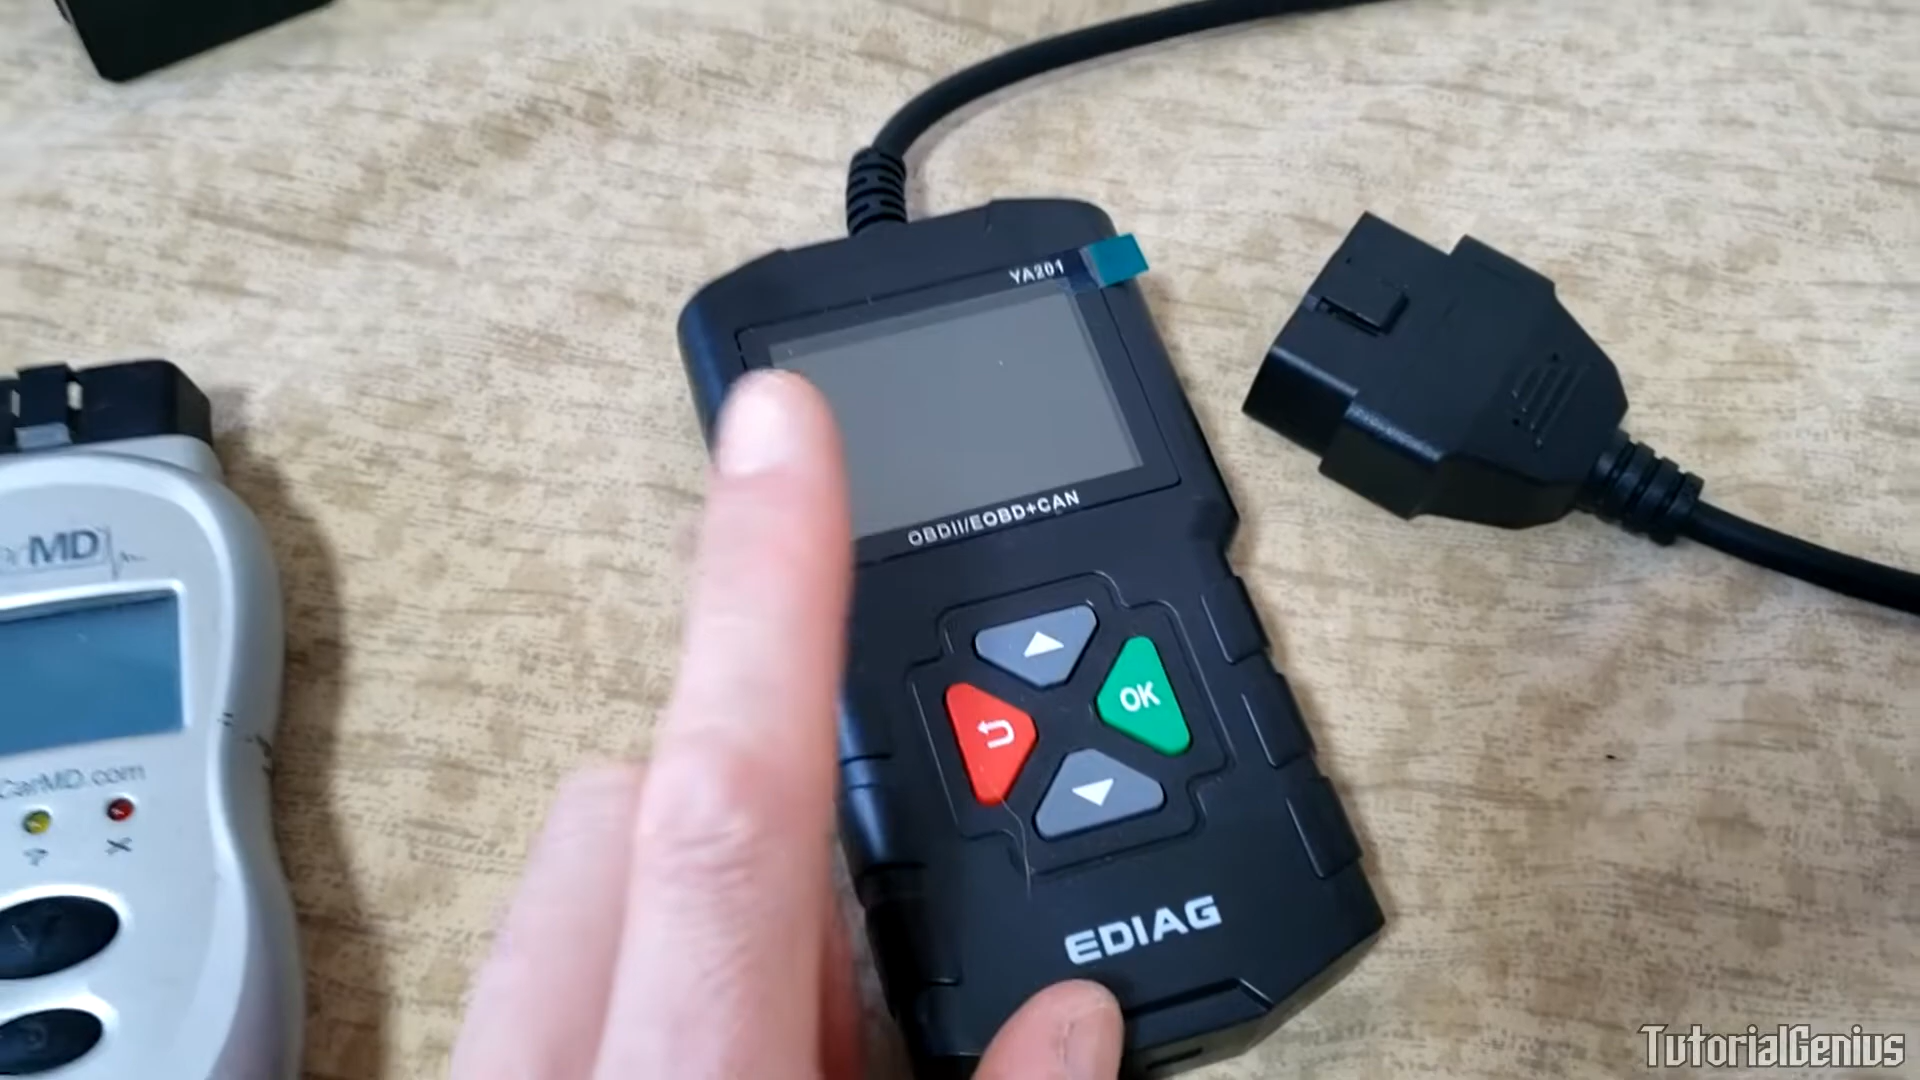 YA201
OBDII/EOBD+CAN
OK
EDIAG
MD
CarMD.com
TutorialGenius